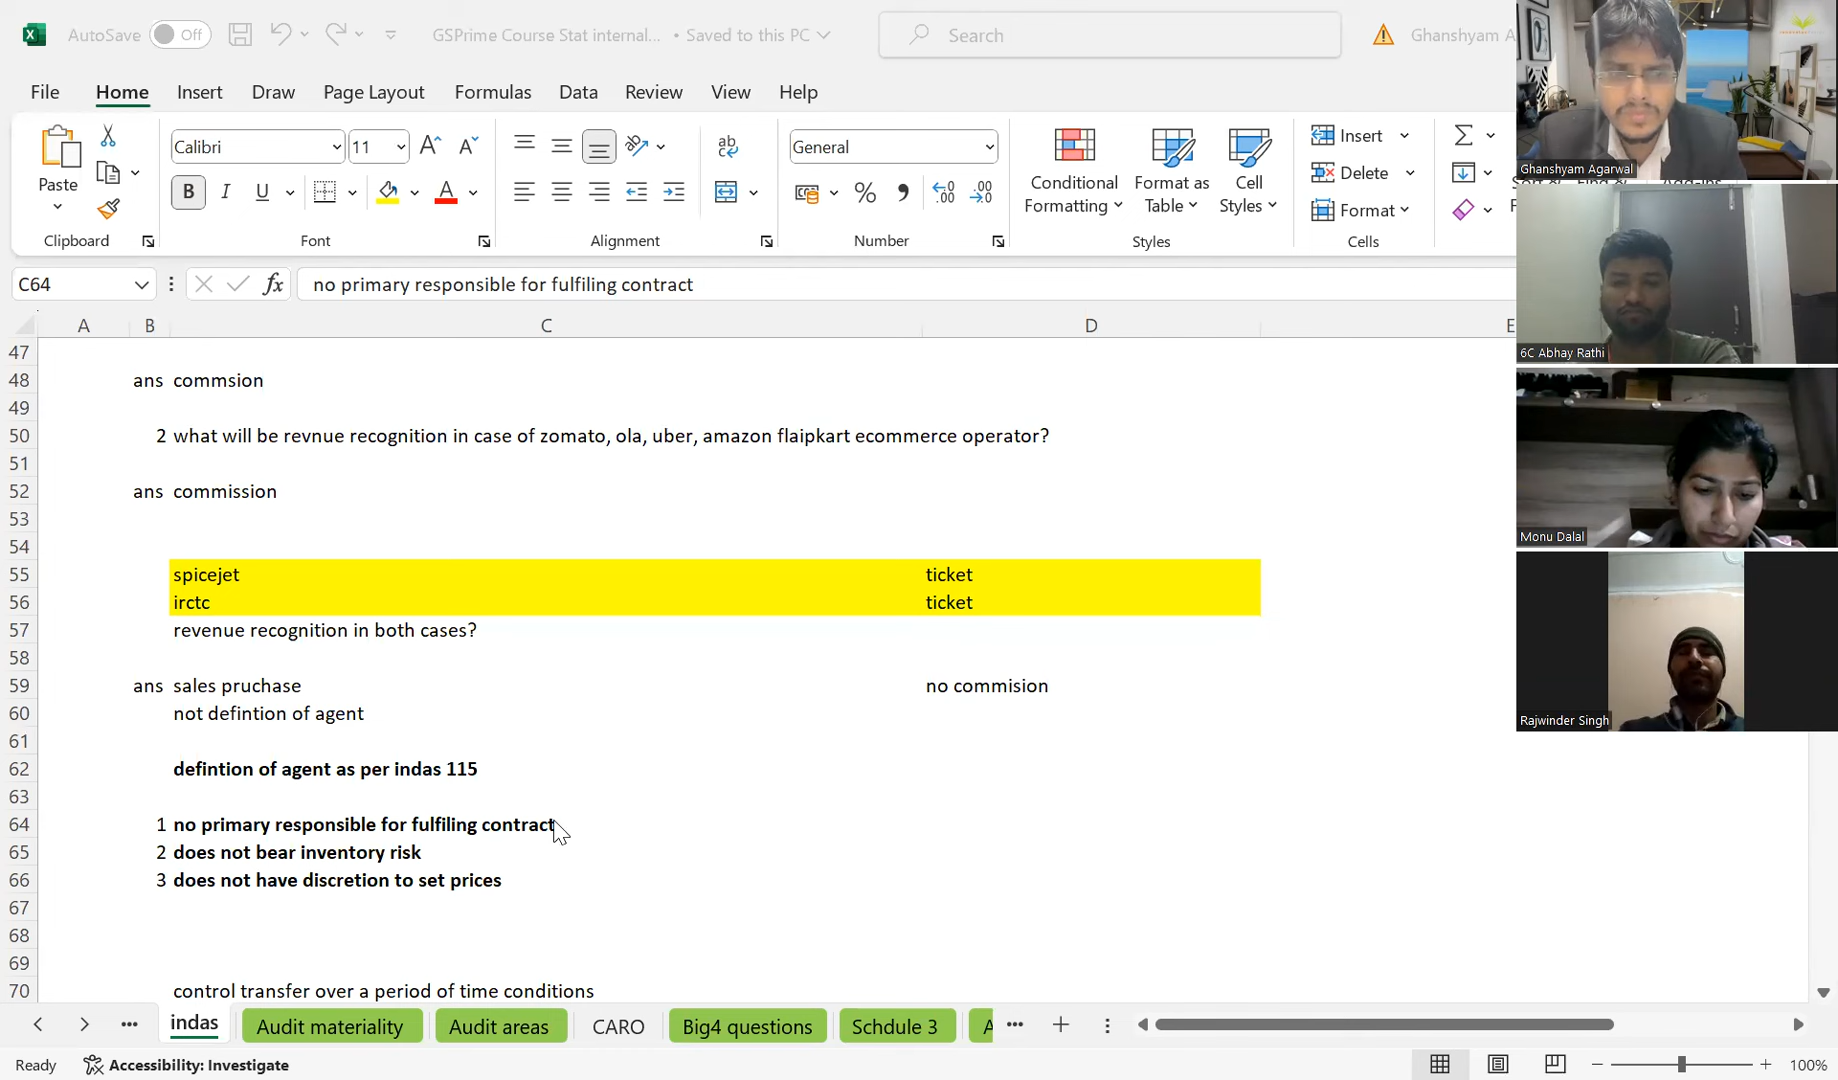 AutoSave Off GSPrime Course Stat internal... • Saved to this PC Search Ghanshyam A
File Home Insert Draw Page Layout Formulas Data Review View Help
Paste
Calibri 11
B I U A
General
% , .00
Conditional Formatting
Format as Table
Cell Styles
Insert
Delete
Format
Clipboard Font Alignment Number Styles Cells
C64 fx no primary responsible for fulfiling contract
A B C D E
47
48 ans commsion
49
50 2 what will be revnue recognition in case of zomato, ola, uber, amazon flaipkart ecommerce operator?
51
52 ans commission
53
54
55 spicejet ticket
56 irctc ticket
57 revenue recognition in both cases?
58
59 ans sales pruchase no commision
60 not defintion of agent
61
62 defintion of agent as per indas 115
63
64 1 no primary responsible for fulfiling contract
65 2 does not bear inventory risk
66 3 does not have discretion to set prices
67
68
69
70 control transfer over a period of time conditions
indas Audit materiality Audit areas CARO Big4 questions Schdule 3 A
Ready Accessibility: Investigate 100%
Ghanshyam Agarwal
6C Abhay Rathi
Monu Dalal
Rajwinder Singh